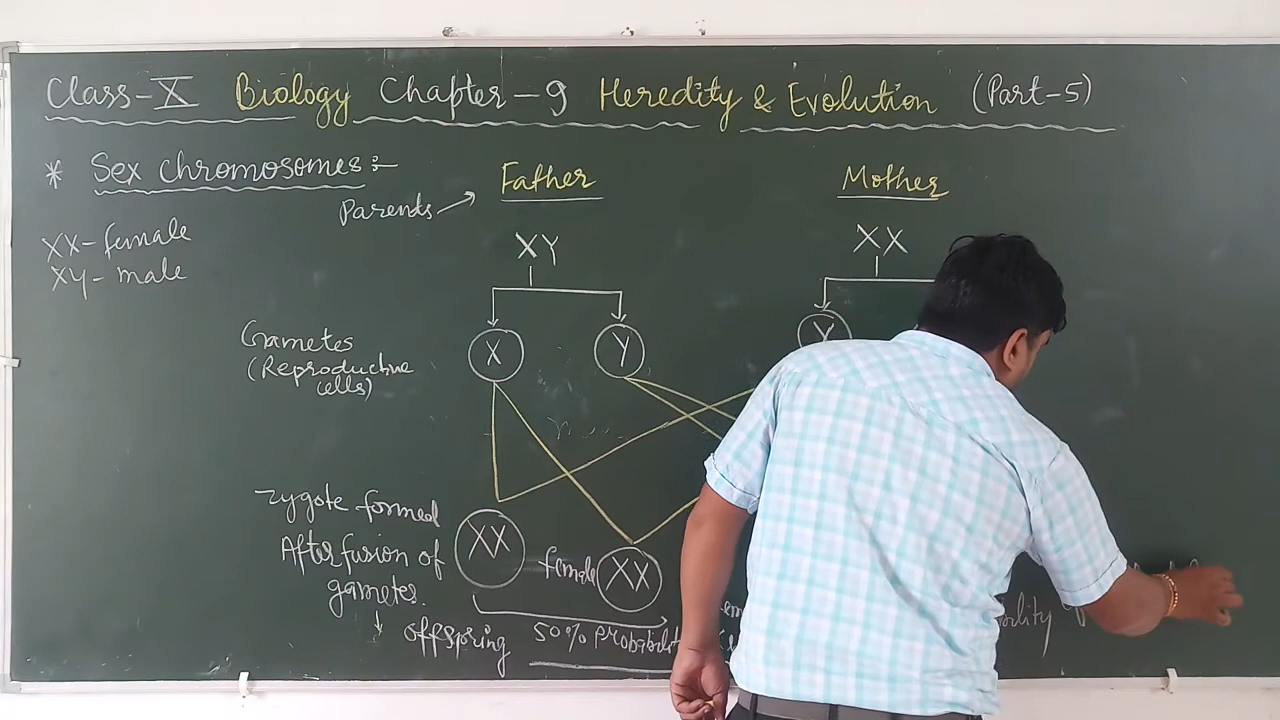 Class-X Biology Chapter-9 Heredity & Evolution (Part-5)
* Sex chromosomes:-
Father
Mother
Parents →
XX- female
XY- male
XY
XX
Gametes
(Reproductive
cells)
X
Y
X
Zygote formed
After fusion of
gametes.
↓ offspring
XX
female
XX
50% Probability